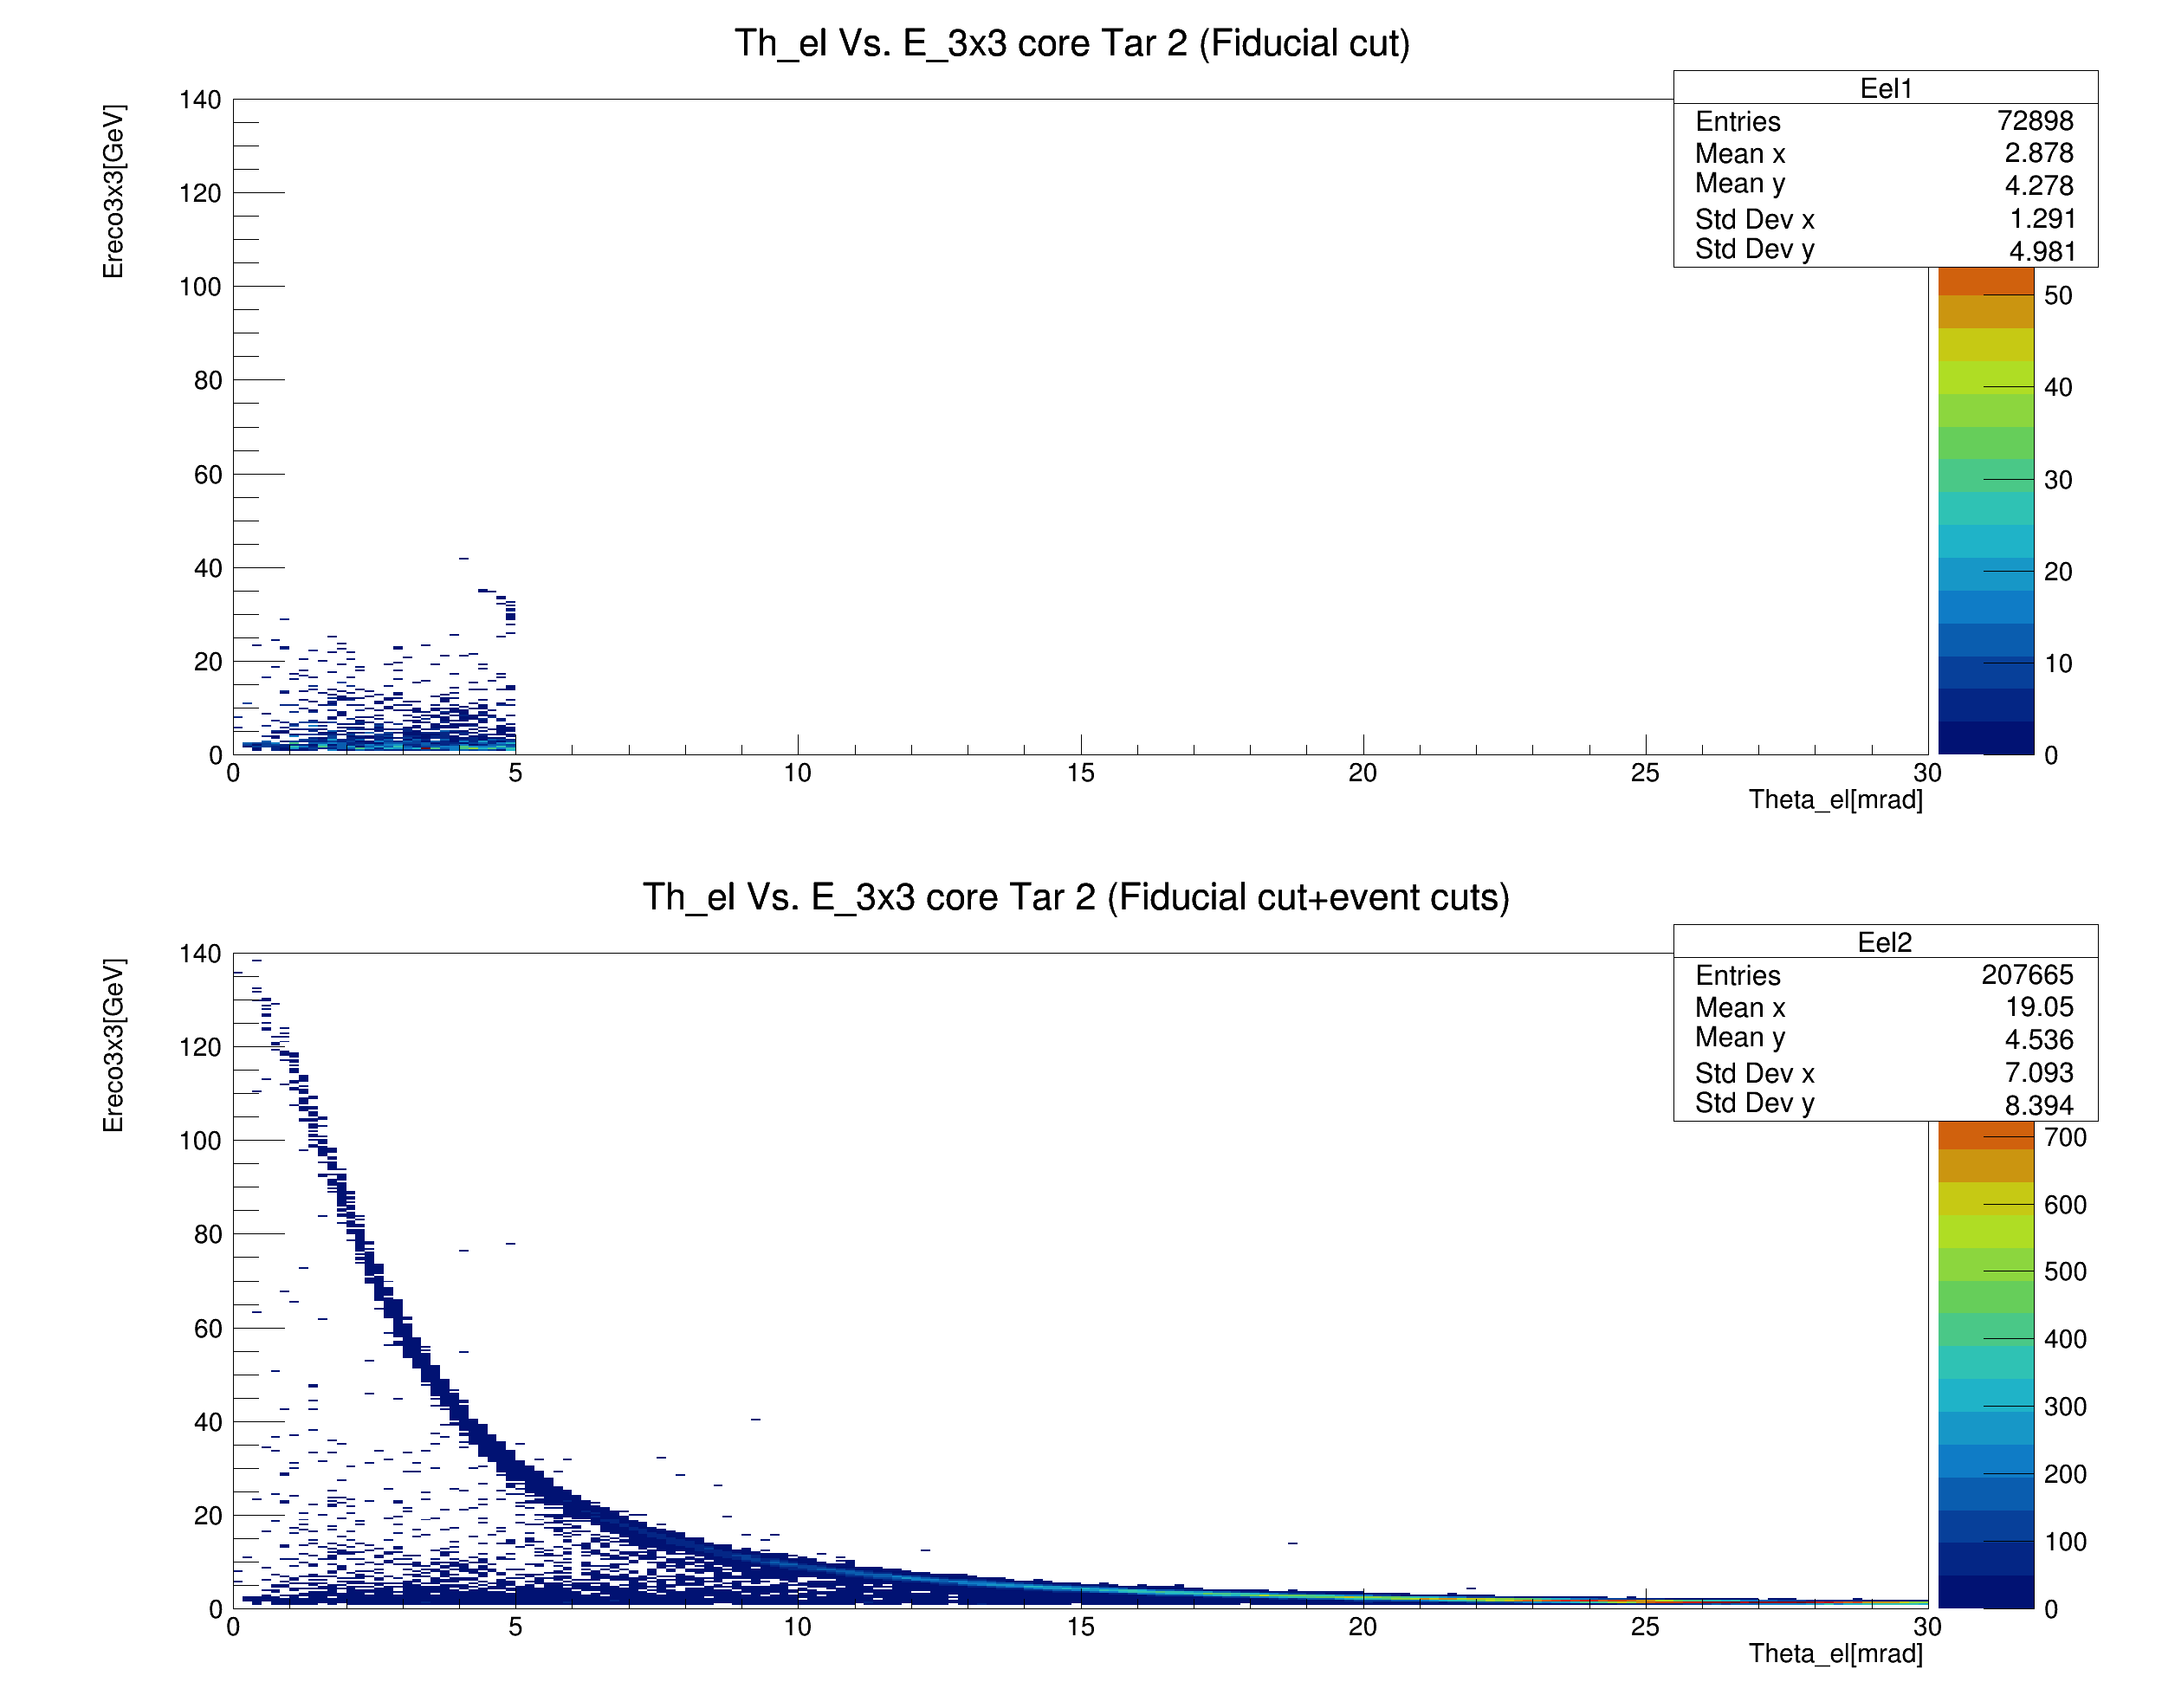 Th_el Vs. E_3x3 core Tar 2 (Fiducial cut)
Ereco3x3[GeV]
140
120
100
80
60
40
20
0
0 5 10 15 20 25 30
Theta_el[mrad]
Eel1
Entries 72898
Mean x 2.878
Mean y 4.278
Std Dev x 1.291
Std Dev y 4.981
50
40
30
20
10
0
Th_el Vs. E_3x3 core Tar 2 (Fiducial cut+event cuts)
Ereco3x3[GeV]
140
120
100
80
60
40
20
0
0 5 10 15 20 25 30
Theta_el[mrad]
Eel2
Entries 207665
Mean x 19.05
Mean y 4.536
Std Dev x 7.093
Std Dev y 8.394
700
600
500
400
300
200
100
0